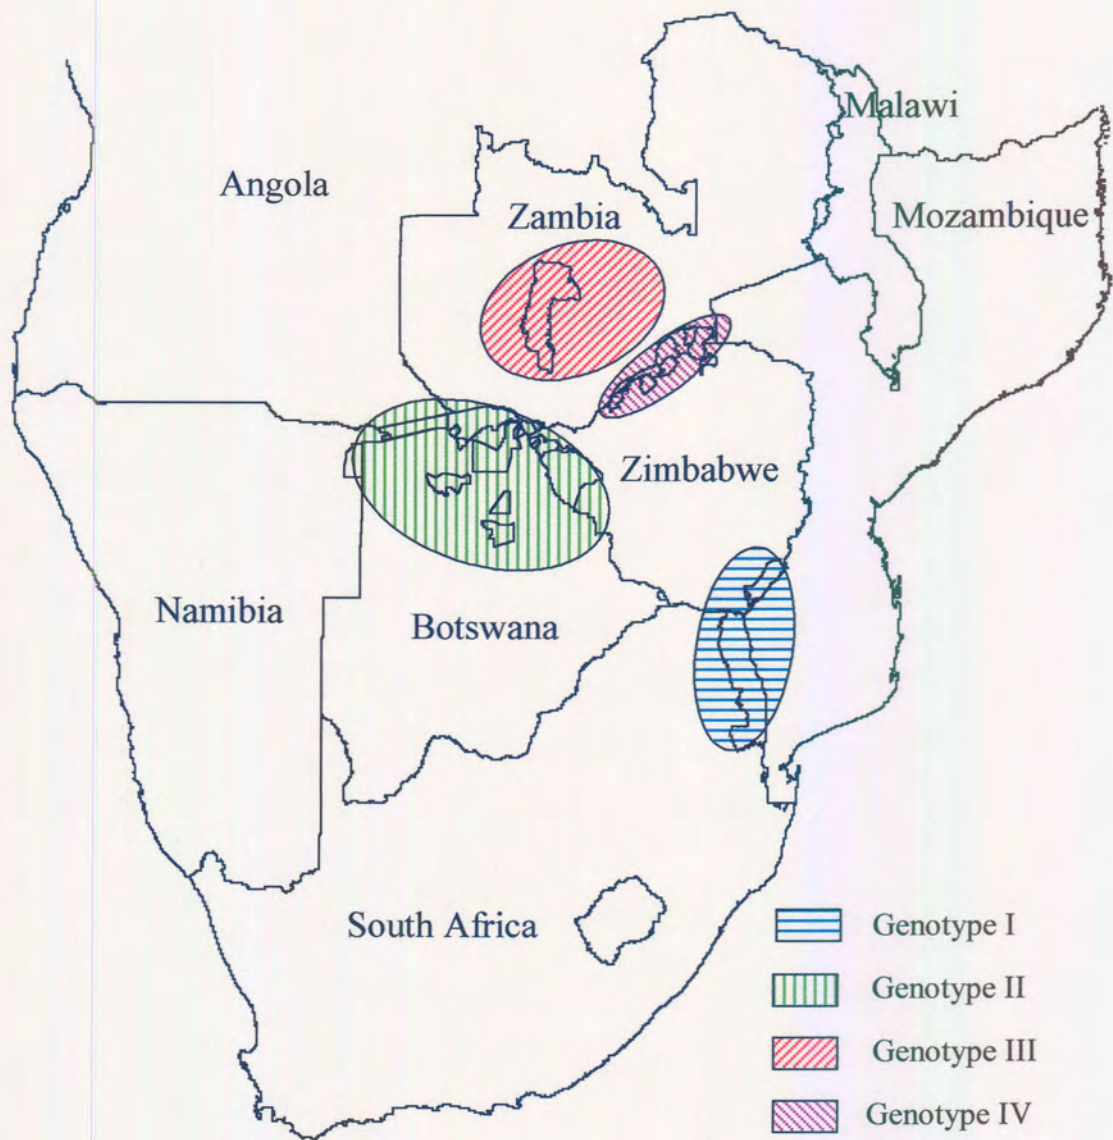 Malawi
Angola
Zambia
Mozambique
Zimbabwe
Namibia
Botswana
South Africa
Genotype I
Genotype II
Genotype III
Genotype IV